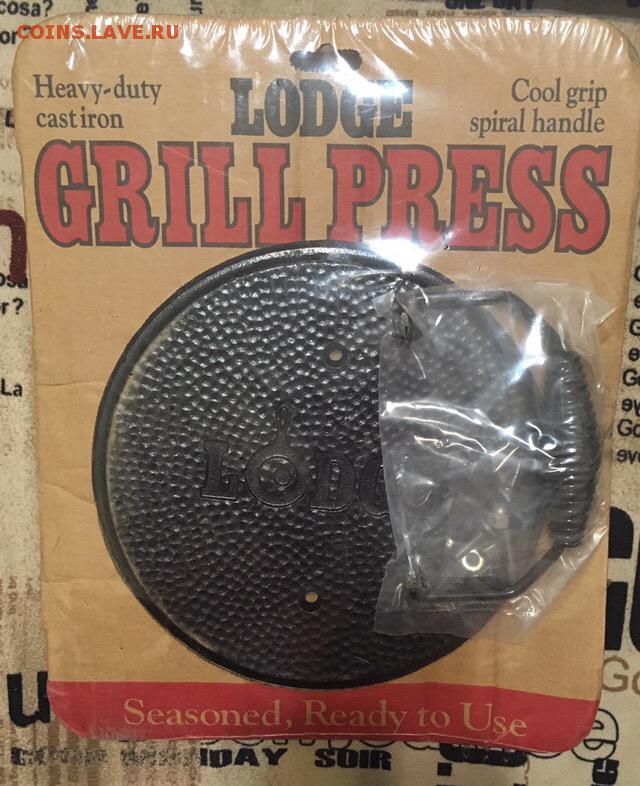 COINS.LAVE.RU
Heavy-duty
cast iron
LODGE
Cool grip
spiral handle
GRILL PRESS
LODGE
Seasoned, Ready to Use
SOIR